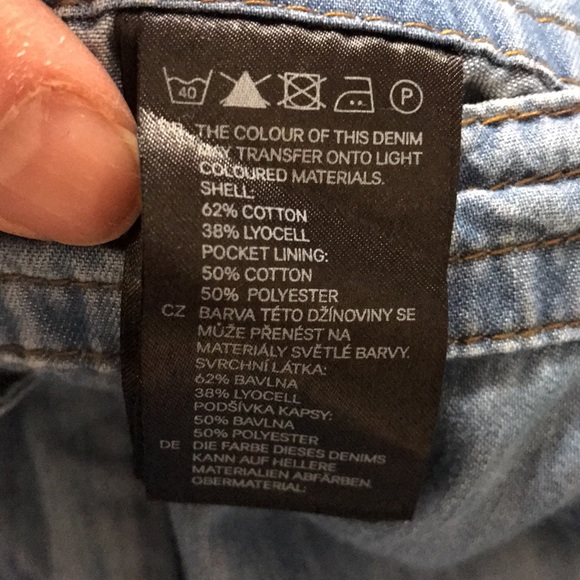 40
P
THE COLOUR OF THIS DENIM
MAY TRANSFER ONTO LIGHT
COLOURED MATERIALS.
SHELL:
62% COTTON
38% LYOCELL
POCKET LINING:
50% COTTON
50% POLYESTER
CZ BARVA TÉTO DŽÍNOVINY SE
MŮŽE PŘENÉST NA
MATERIÁLY SVĚTLÉ BARVY.
SVRCHNÍ LÁTKA:
62% BAVLNA
38% LYOCELL
PODŠÍVKA KAPSY:
50% BAVLNA
50% POLYESTER
DE DIE FARBE DIESES DENIMS
KANN AUF HELLERE
MATERIALIEN ABFÄRBEN.
OBERMATERIAL: